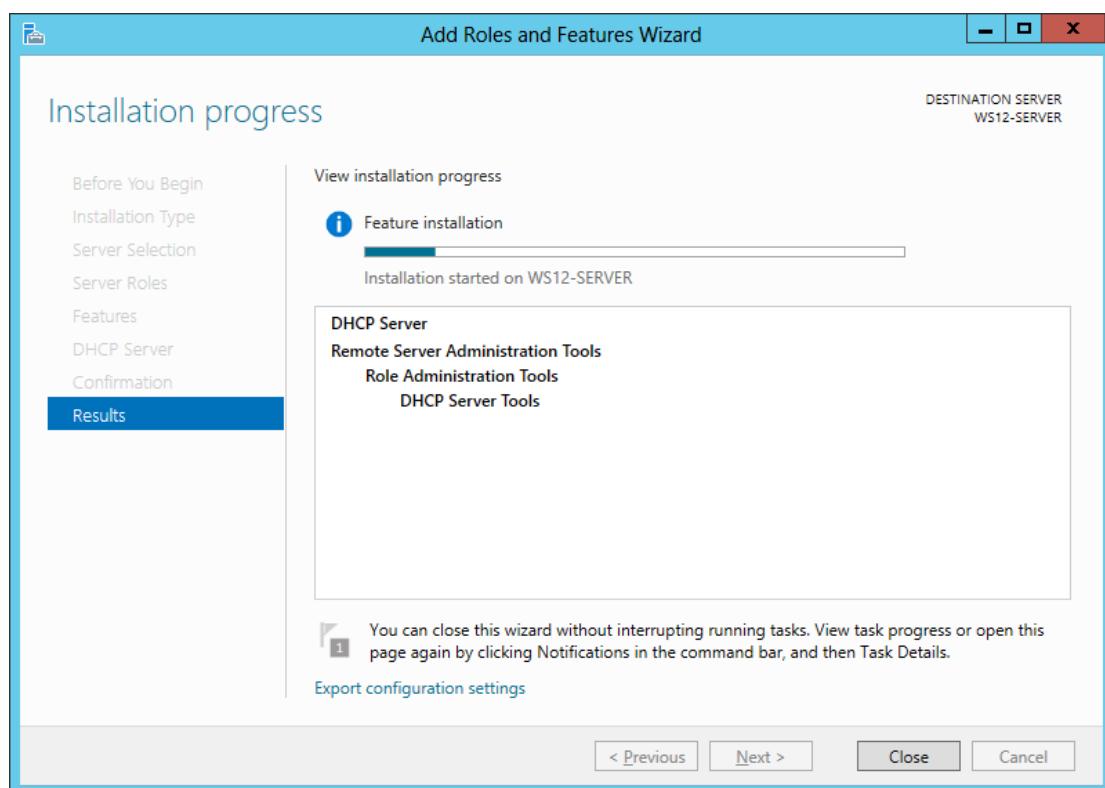 Add Roles and Features Wizard
Installation progress
DESTINATION SERVER
WS12-SERVER
Before You Begin
Installation Type
Server Selection
Server Roles
Features
DHCP Server
Confirmation
Results
View installation progress
Feature installation
Installation started on WS12-SERVER
DHCP Server
Remote Server Administration Tools
Role Administration Tools
DHCP Server Tools
1
You can close this wizard without interrupting running tasks. View task progress or open this
page again by clicking Notifications in the command bar, and then Task Details.
Export configuration settings
< Previous
Next >
Close
Cancel